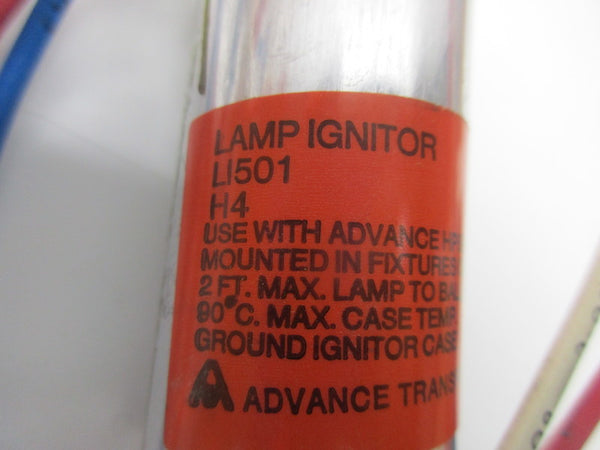 LAMP IGNITOR
LI501
H4
USE WITH ADVANCE HP
MOUNTED IN FIXTURES
2 FT. MAX. LAMP TO BAL
90°C. MAX. CASE TEMP
GROUND IGNITOR CASE
ADVANCE TRANS